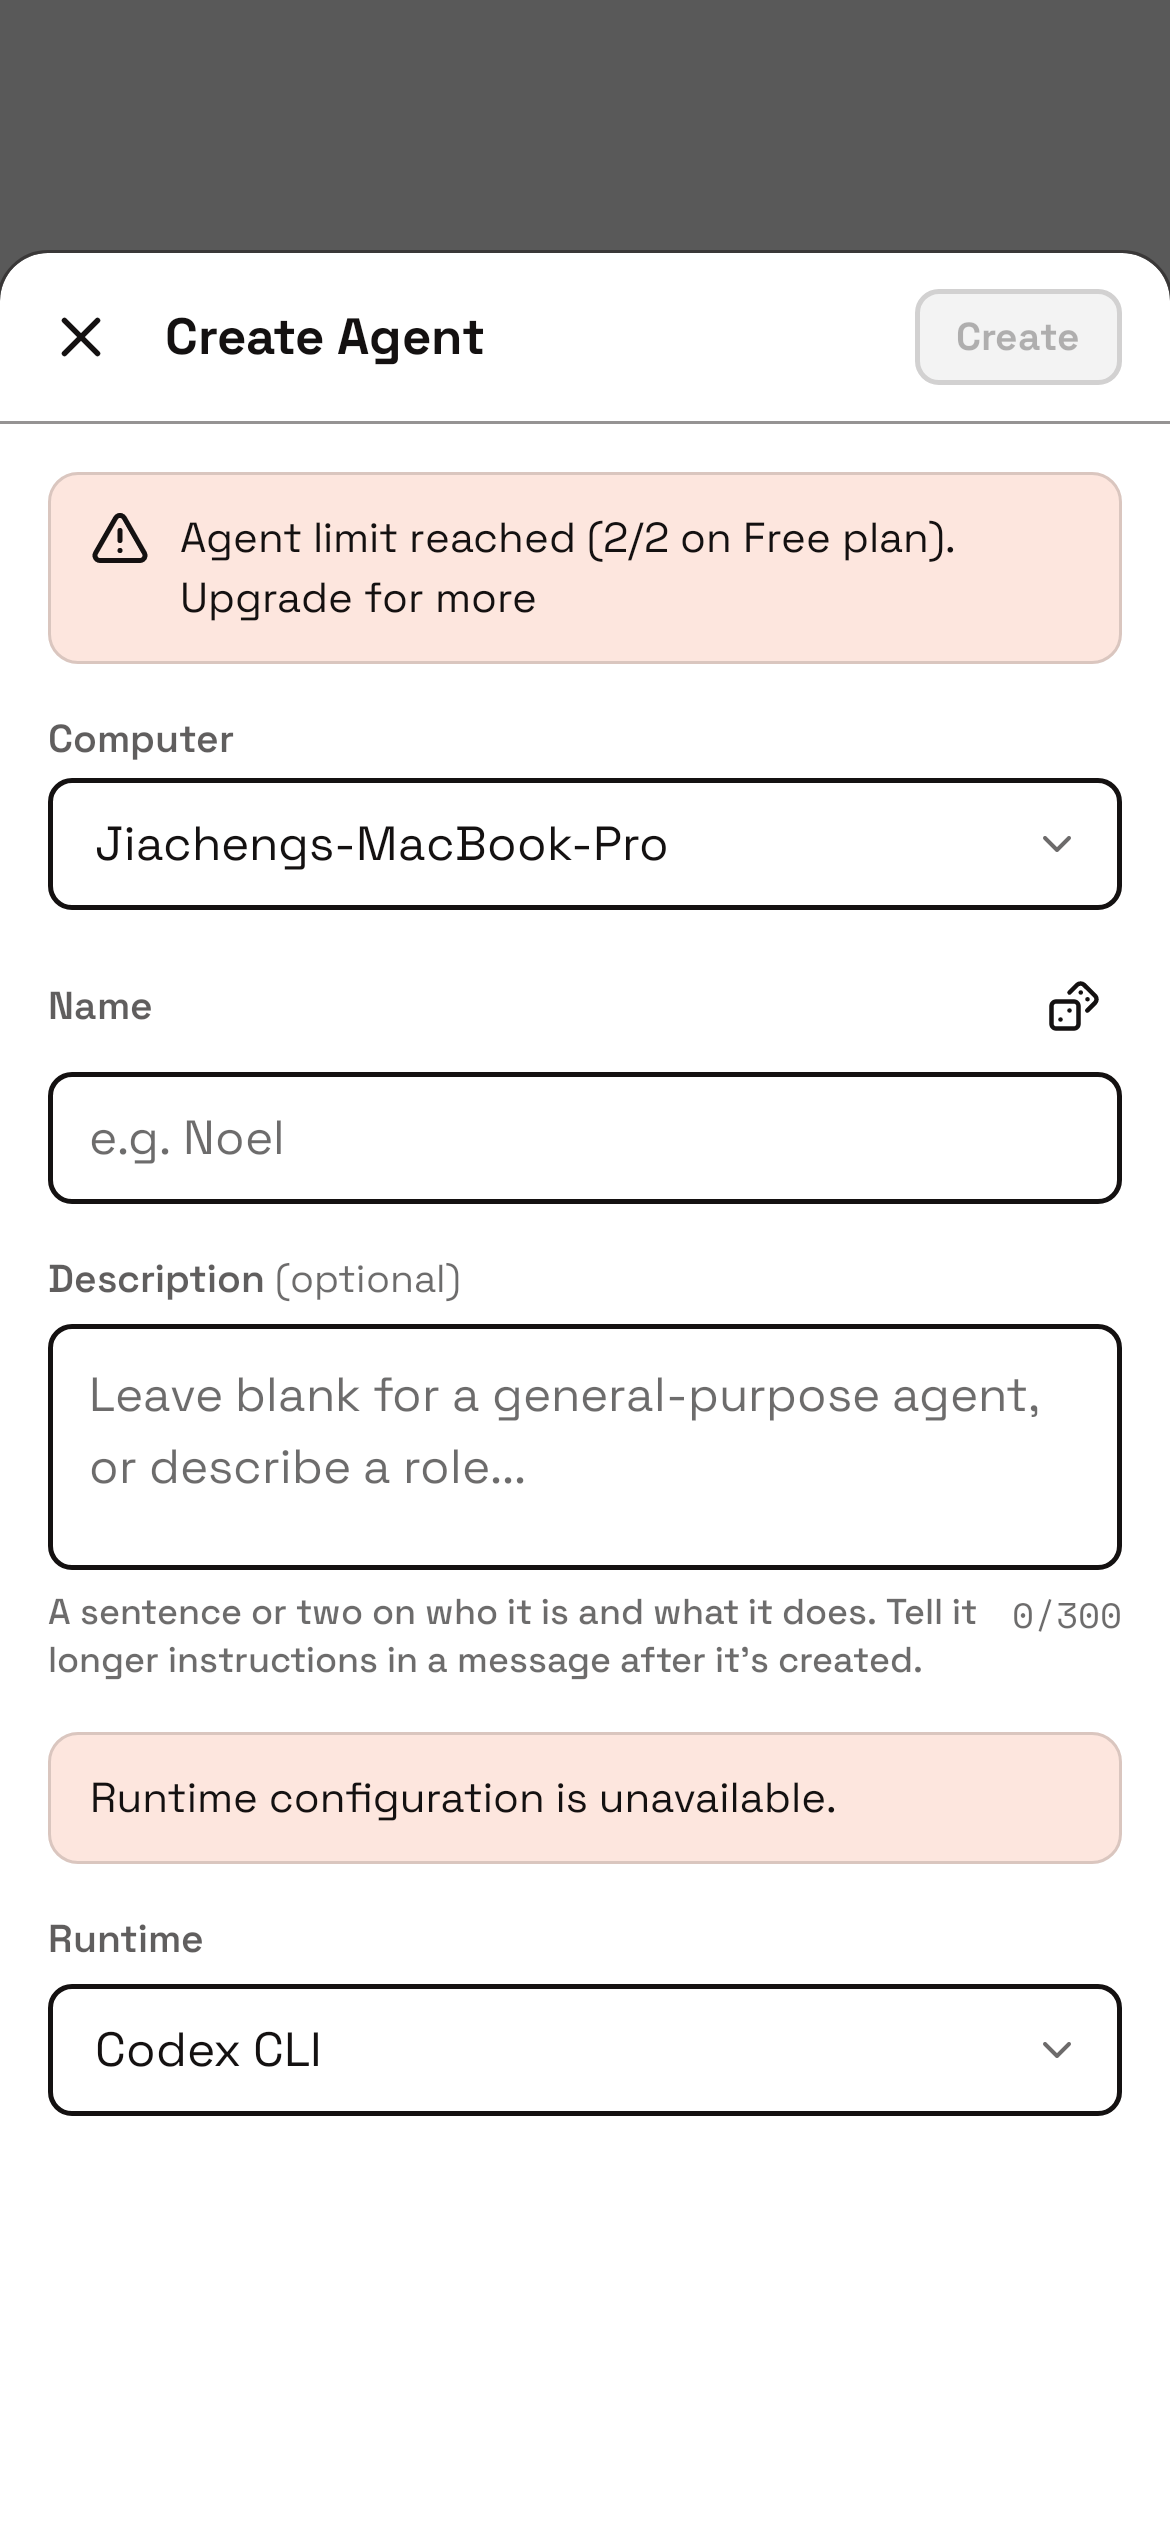 Create Agent
Create
Agent limit reached (2/2 on Free plan).
Upgrade for more
Computer
Jiachengs-MacBook-Pro
Name
e.g. Noel
Description (optional)
Leave blank for a general-purpose agent,
or describe a role...
A sentence or two on who it is and what it does. Tell it
longer instructions in a message after it’s created.
0/300
Runtime configuration is unavailable.
Runtime
Codex CLI